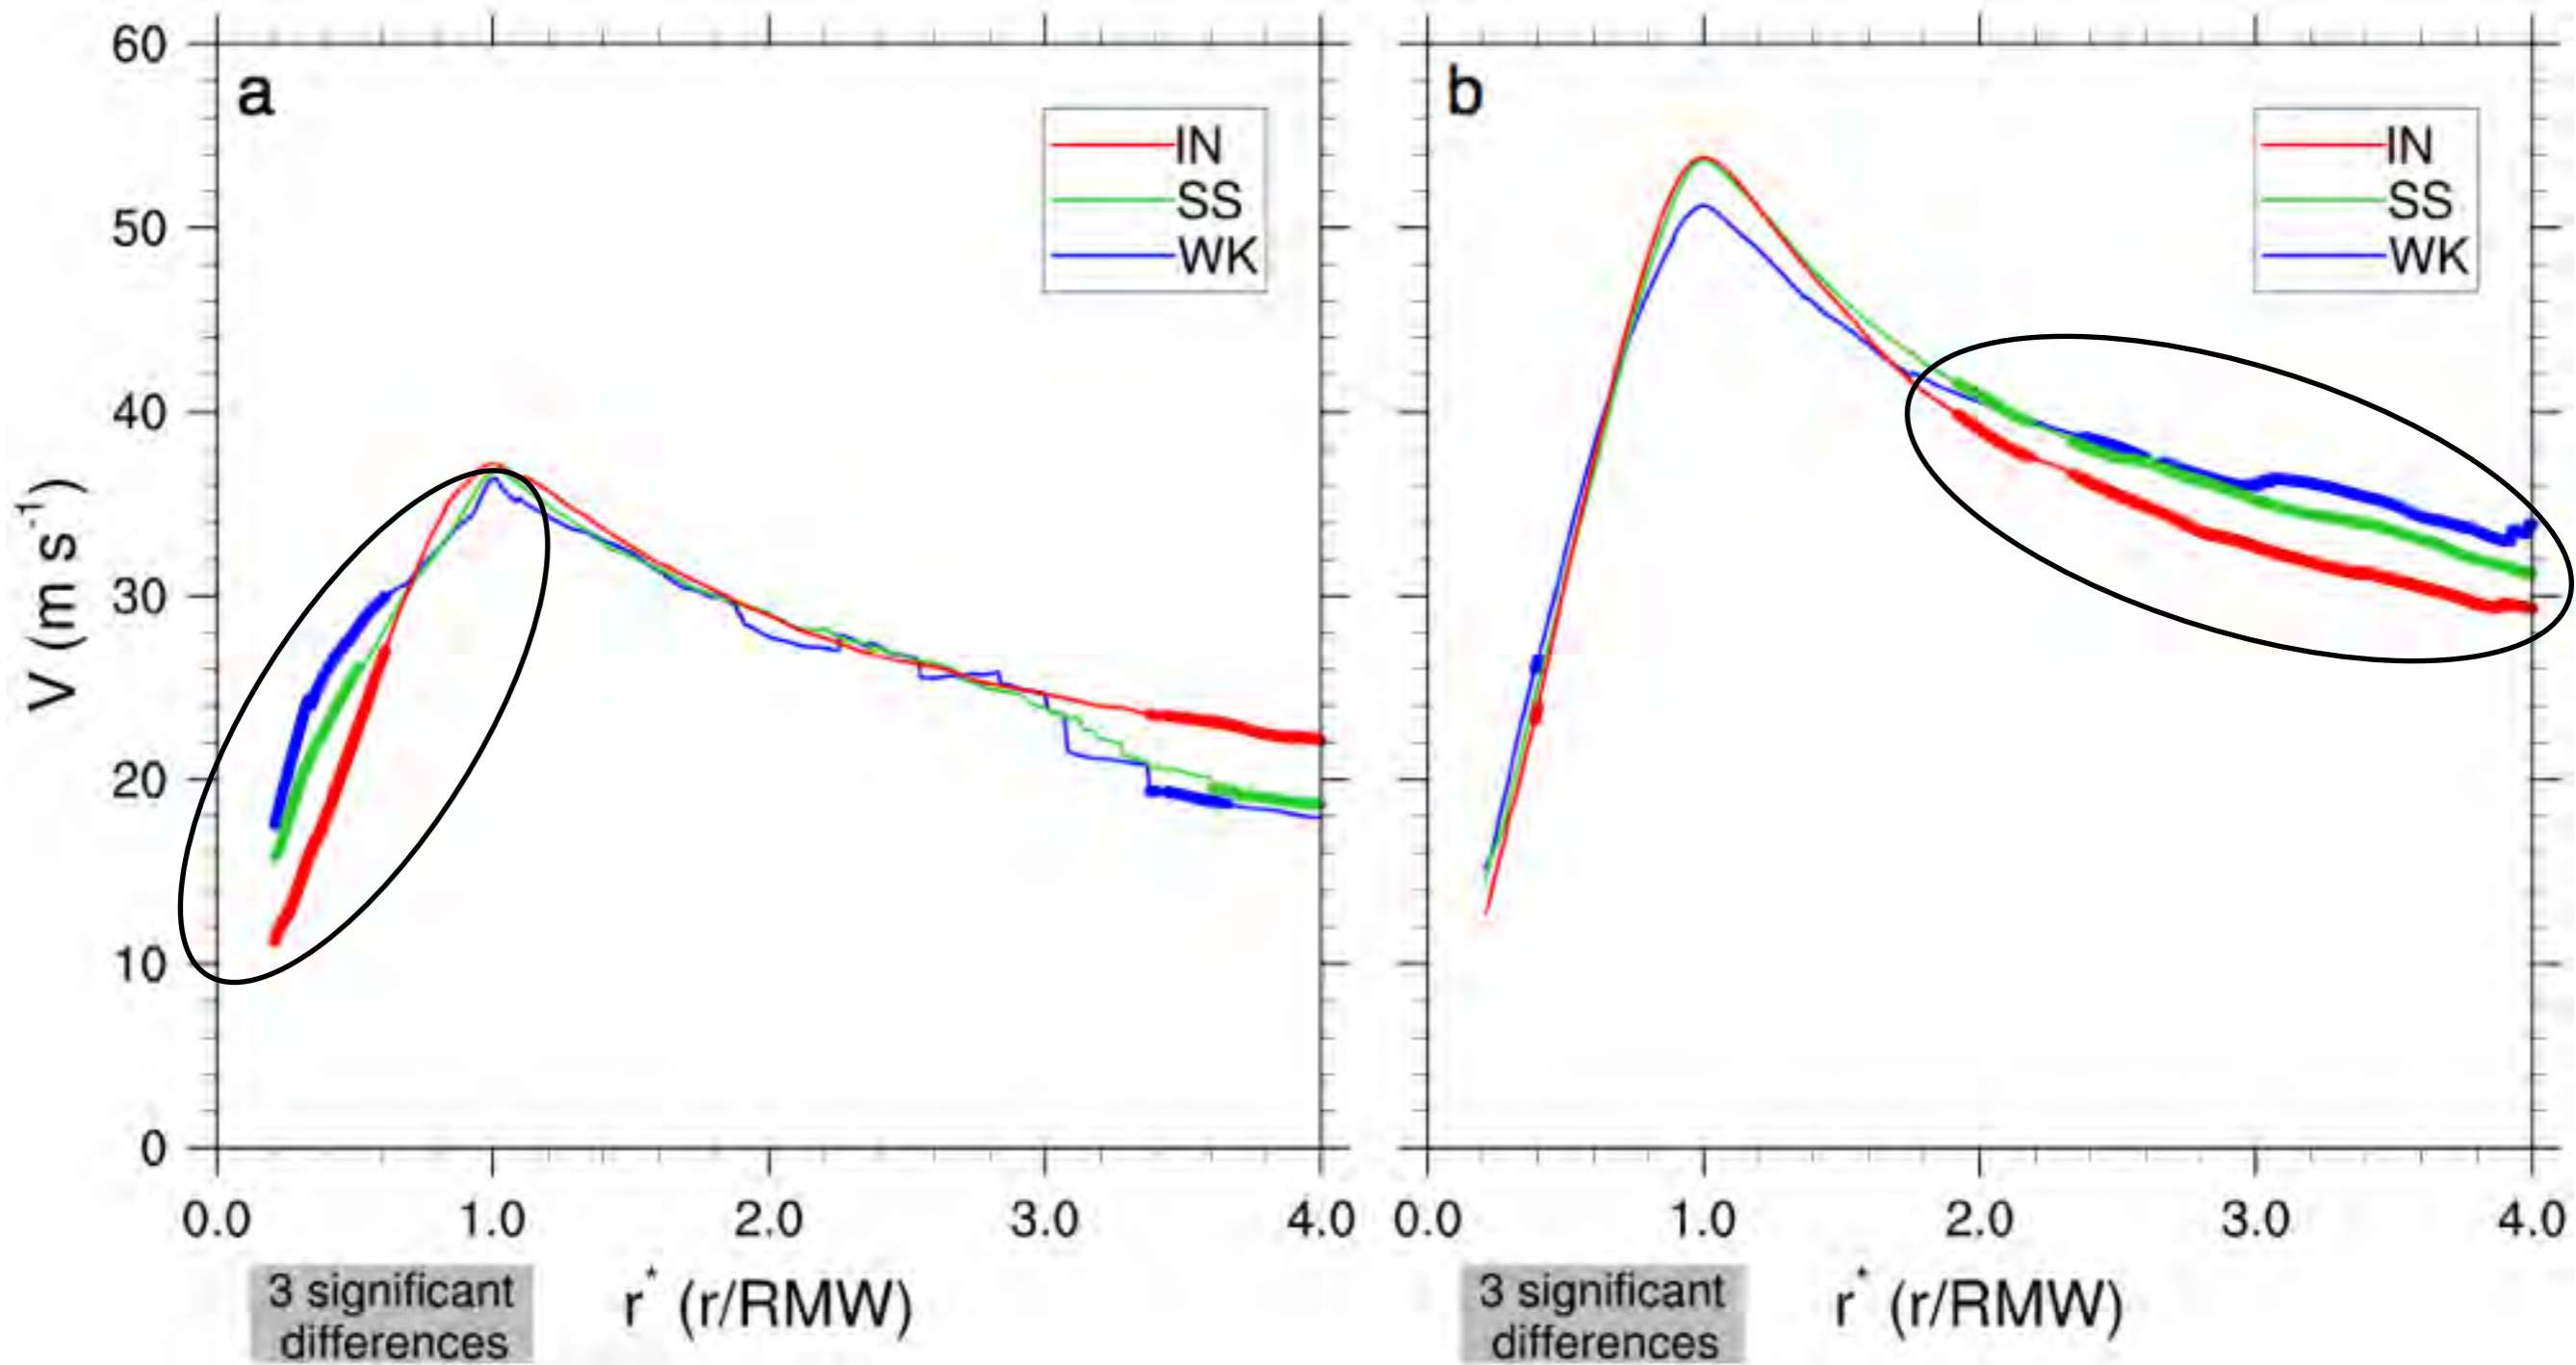 a
IN
SS
WK
b
IN
SS
WK
60
50
40
30
20
10
0
V (m s⁻¹)
0.0 1.0 2.0 3.0 4.0
0.0 1.0 2.0 3.0 4.0
3 significant
differences
r* (r/RMW)
3 significant
differences
r* (r/RMW)